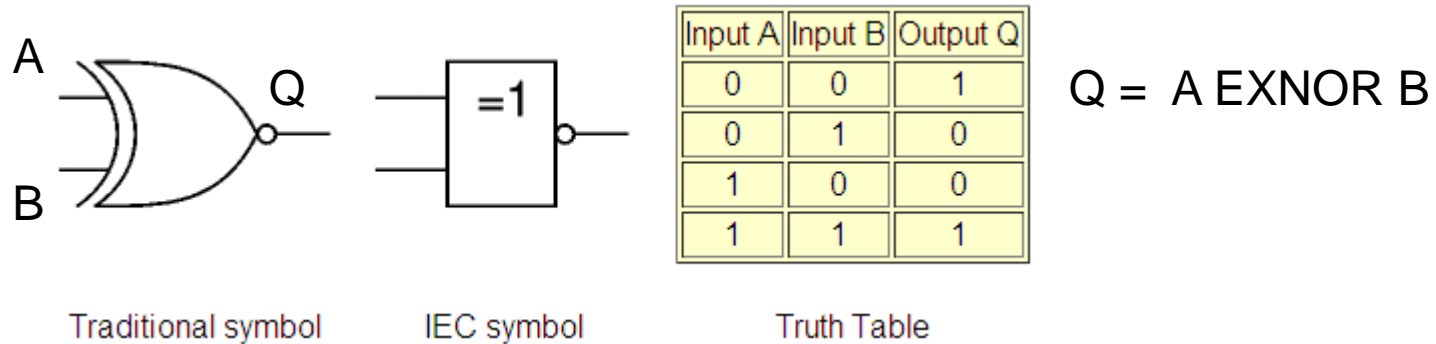 A
B
Q
=1
Input A Input B Output Q
0 0 1
0 1 0
1 0 0
1 1 1
Q = A EXNOR B
Traditional symbol
IEC symbol
Truth Table